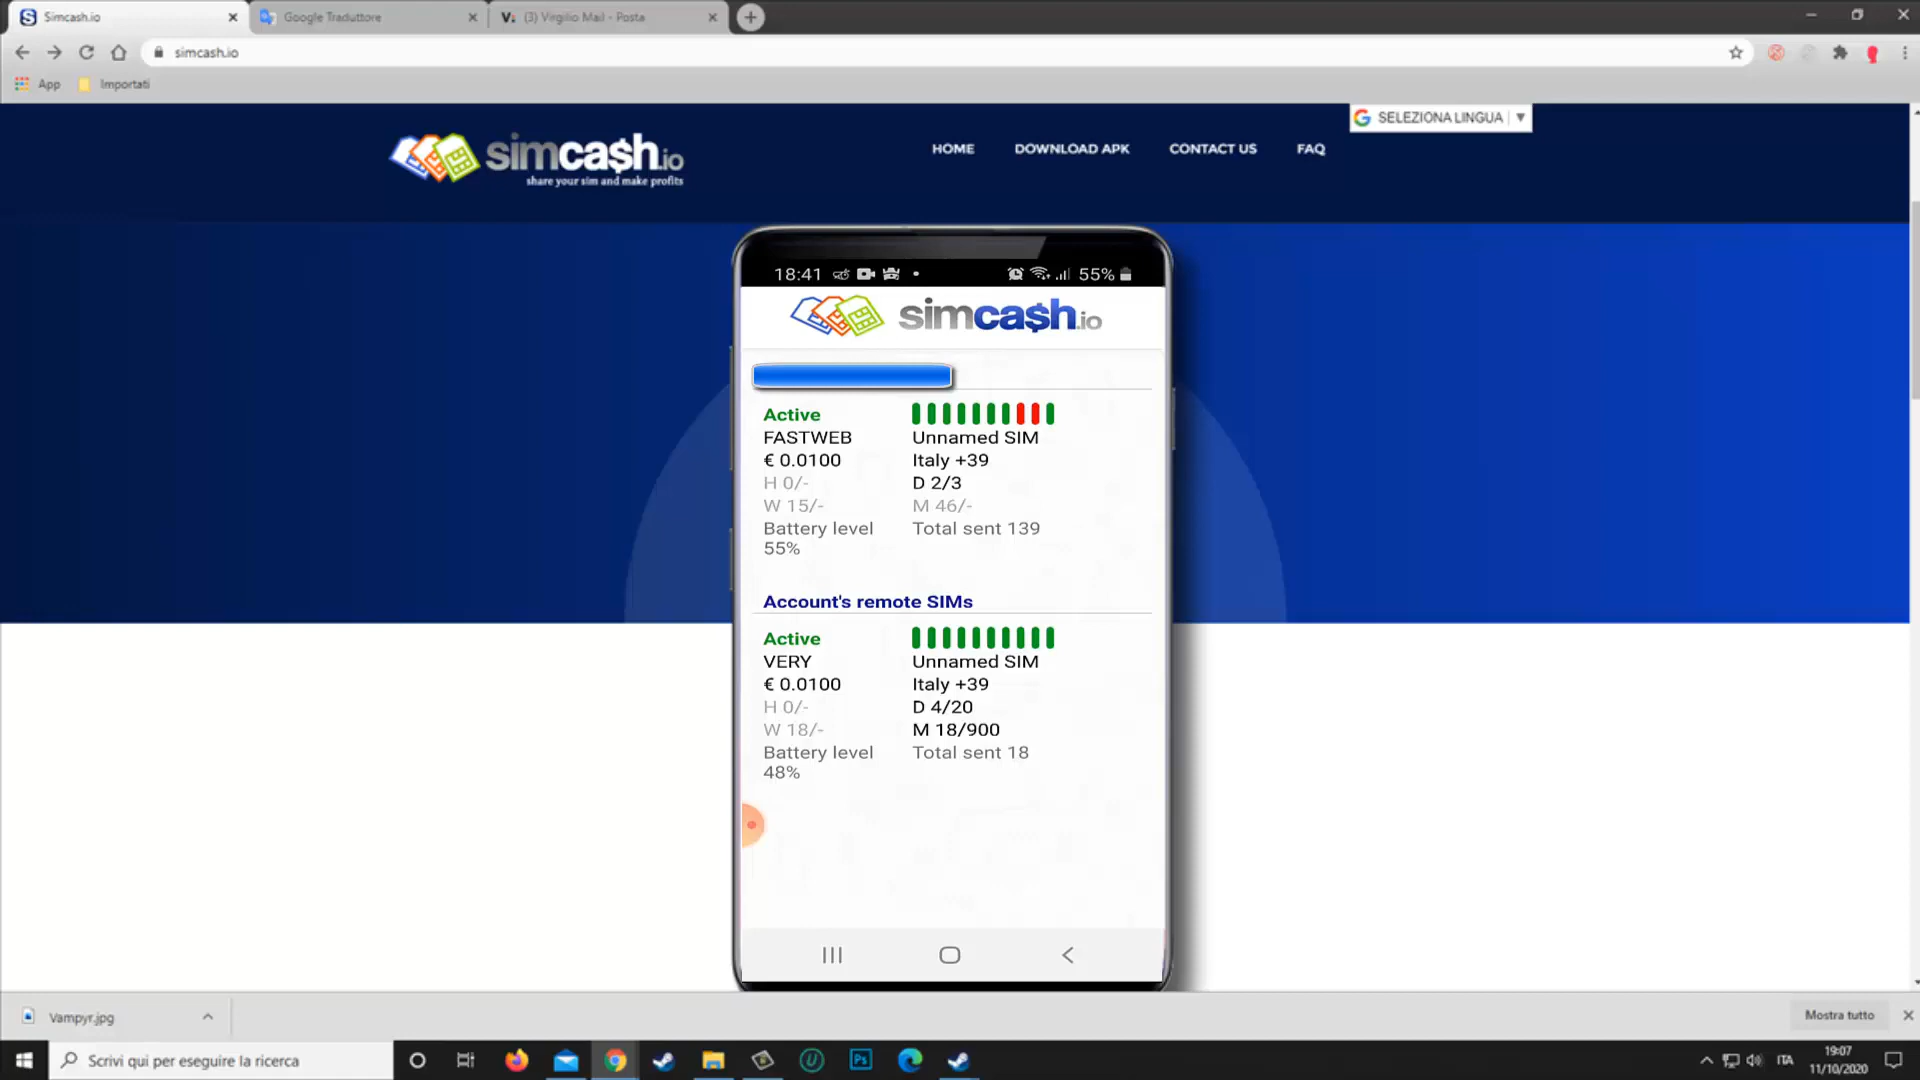 Simcash.io
Google Traduttore
(3) Virgilio Mail - Posta
simcash.io
App
Importati
simcash.io
share your sim and make profits
HOME
DOWNLOAD APK
CONTACT US
FAQ
SELEZIONA LINGUA
18:41
55%
simcash.io
Active
FASTWEB
Unnamed SIM
€ 0.0100
Italy +39
H 0/-
D 2/3
W 15/-
M 46/-
Battery level
Total sent 139
55%
Account's remote SIMs
Active
VERY
Unnamed SIM
€ 0.0100
Italy +39
H 0/-
D 4/20
W 18/-
M 18/900
Battery level
Total sent 18
48%
Vampyr.jpg
Mostra tutto
Scrivi qui per eseguire la ricerca
Ps
ITA
19:07
11/10/2020